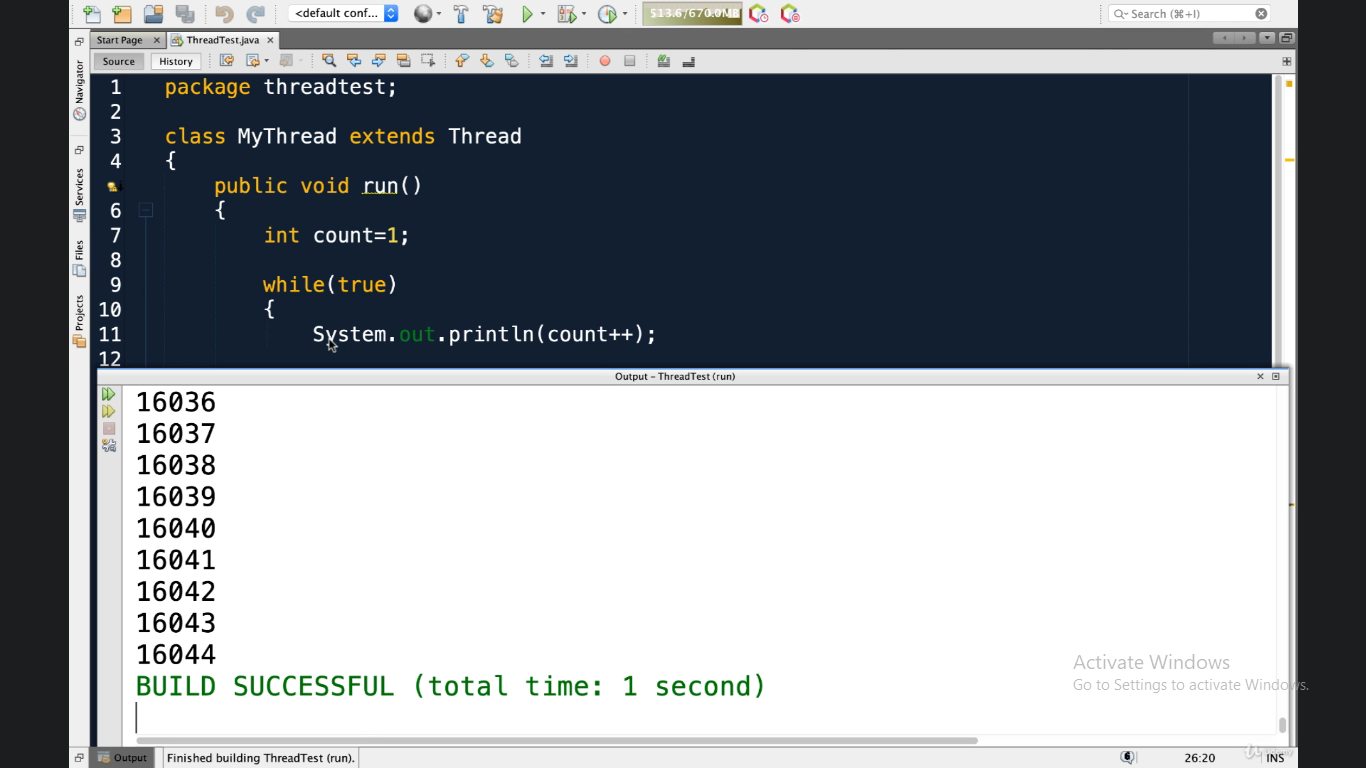 <default conf...
513.6/670.0MB
Search (⌘+I)
Start Page
ThreadTest.java
Source
History
Navigator
Services
Files
Projects
1 package threadtest;
2
3 class MyThread extends Thread
4 {
public void run()
6 {
7 int count=1;
8
9 while(true)
10 {
11 System.out.println(count++);
12
Output - ThreadTest (run)
16036
16037
16038
16039
16040
16041
16042
16043
16044
BUILD SUCCESSFUL (total time: 1 second)
Activate Windows
Go to Settings to activate Windows.
Output
Finished building ThreadTest (run).
6
26:20
INS